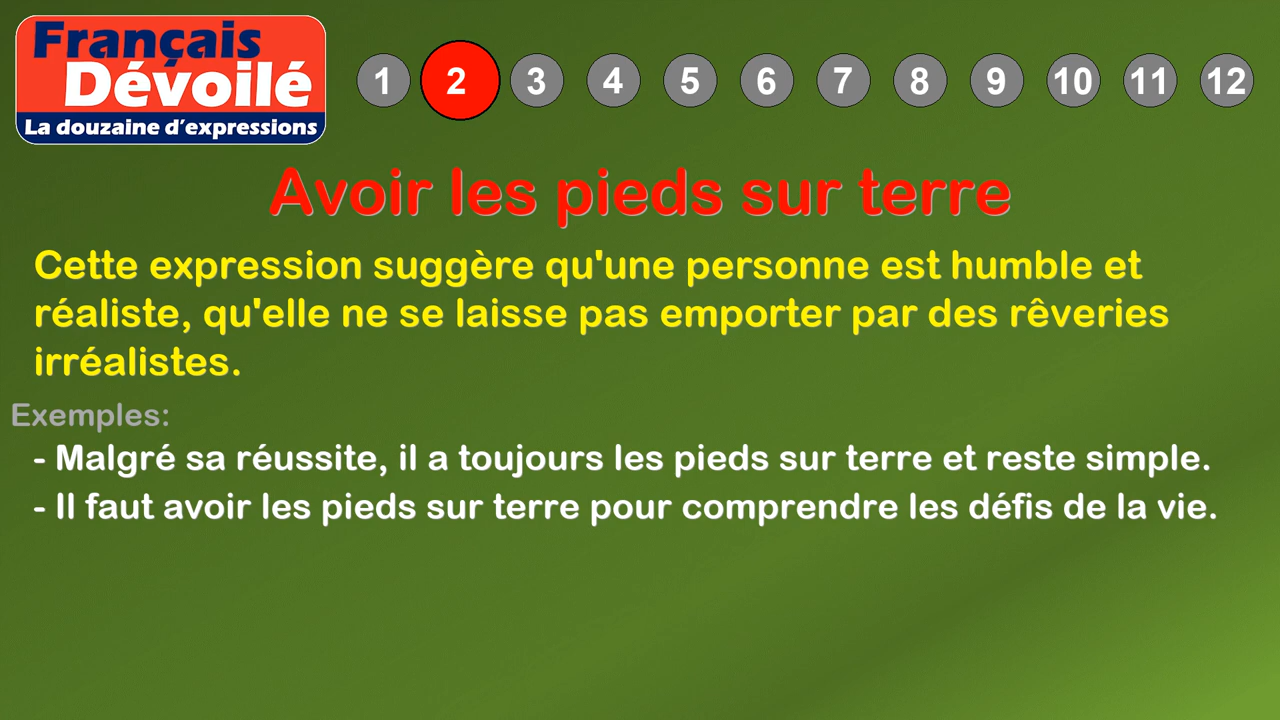 Français
Dévoilé
La douzaine d'expressions
1 2 3 4 5 6 7 8 9 10 11 12
Avoir les pieds sur terre
Cette expression suggère qu'une personne est humble et
réaliste, qu'elle ne se laisse pas emporter par des rêveries
irréalistes.
Exemples:
- Malgré sa réussite, il a toujours les pieds sur terre et reste simple.
- Il faut avoir les pieds sur terre pour comprendre les défis de la vie.